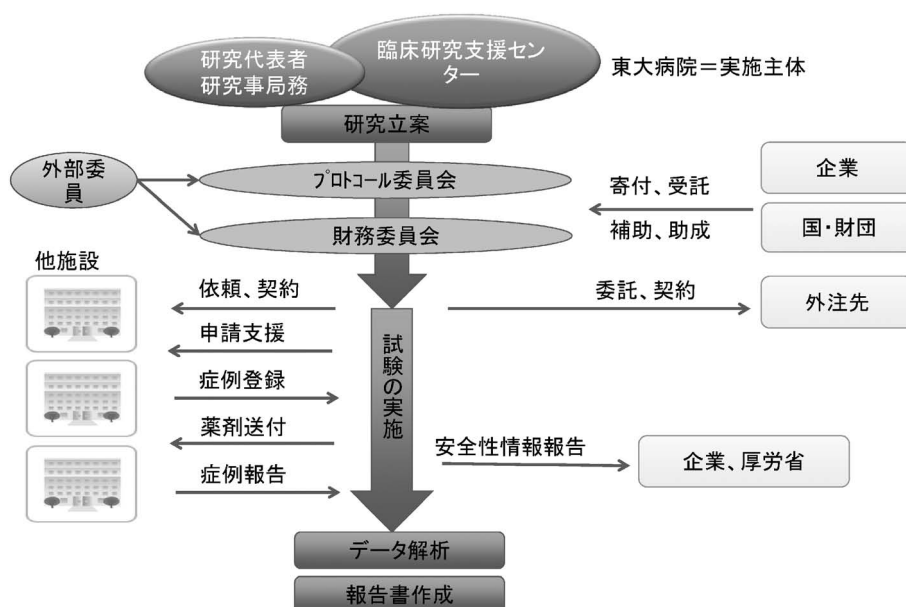 研究代表者
研究事局務
臨床研究支援セン
ター
東大病院＝実施主体
研究立案
外部委
員
プロトコール委員会
財務委員会
企業
寄付、受託
補助、助成
国・財団
他施設
依頼、契約
委託、契約
外注先
申請支援
試験の実施
症例登録
薬剤送付
安全性情報報告
企業、厚労省
症例報告
データ解析
報告書作成